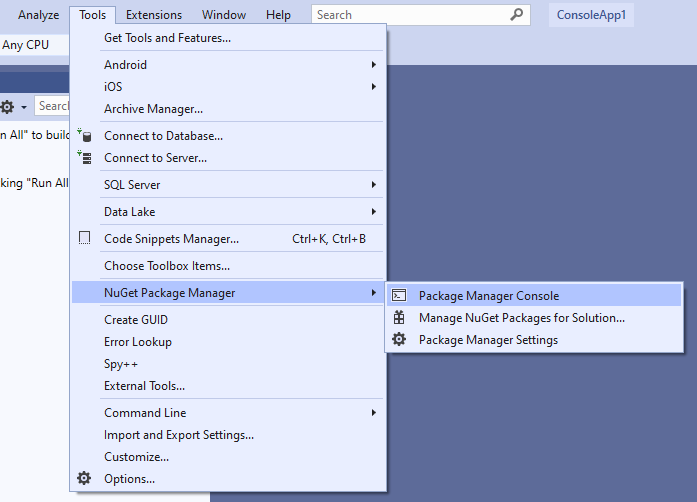 Analyze Tools Extensions Window Help Search ConsoleApp1
Any CPU
Get Tools and Features...
Android
iOS
Search
Archive Manager...
n All" to build
Connect to Database...
Connect to Server...
king "Run All
SQL Server
Data Lake
Code Snippets Manager... Ctrl+K, Ctrl+B
Choose Toolbox Items...
NuGet Package Manager
Package Manager Console
Manage NuGet Packages for Solution...
Package Manager Settings
Create GUID
Error Lookup
Spy++
External Tools...
Command Line
Import and Export Settings...
Customize...
Options...